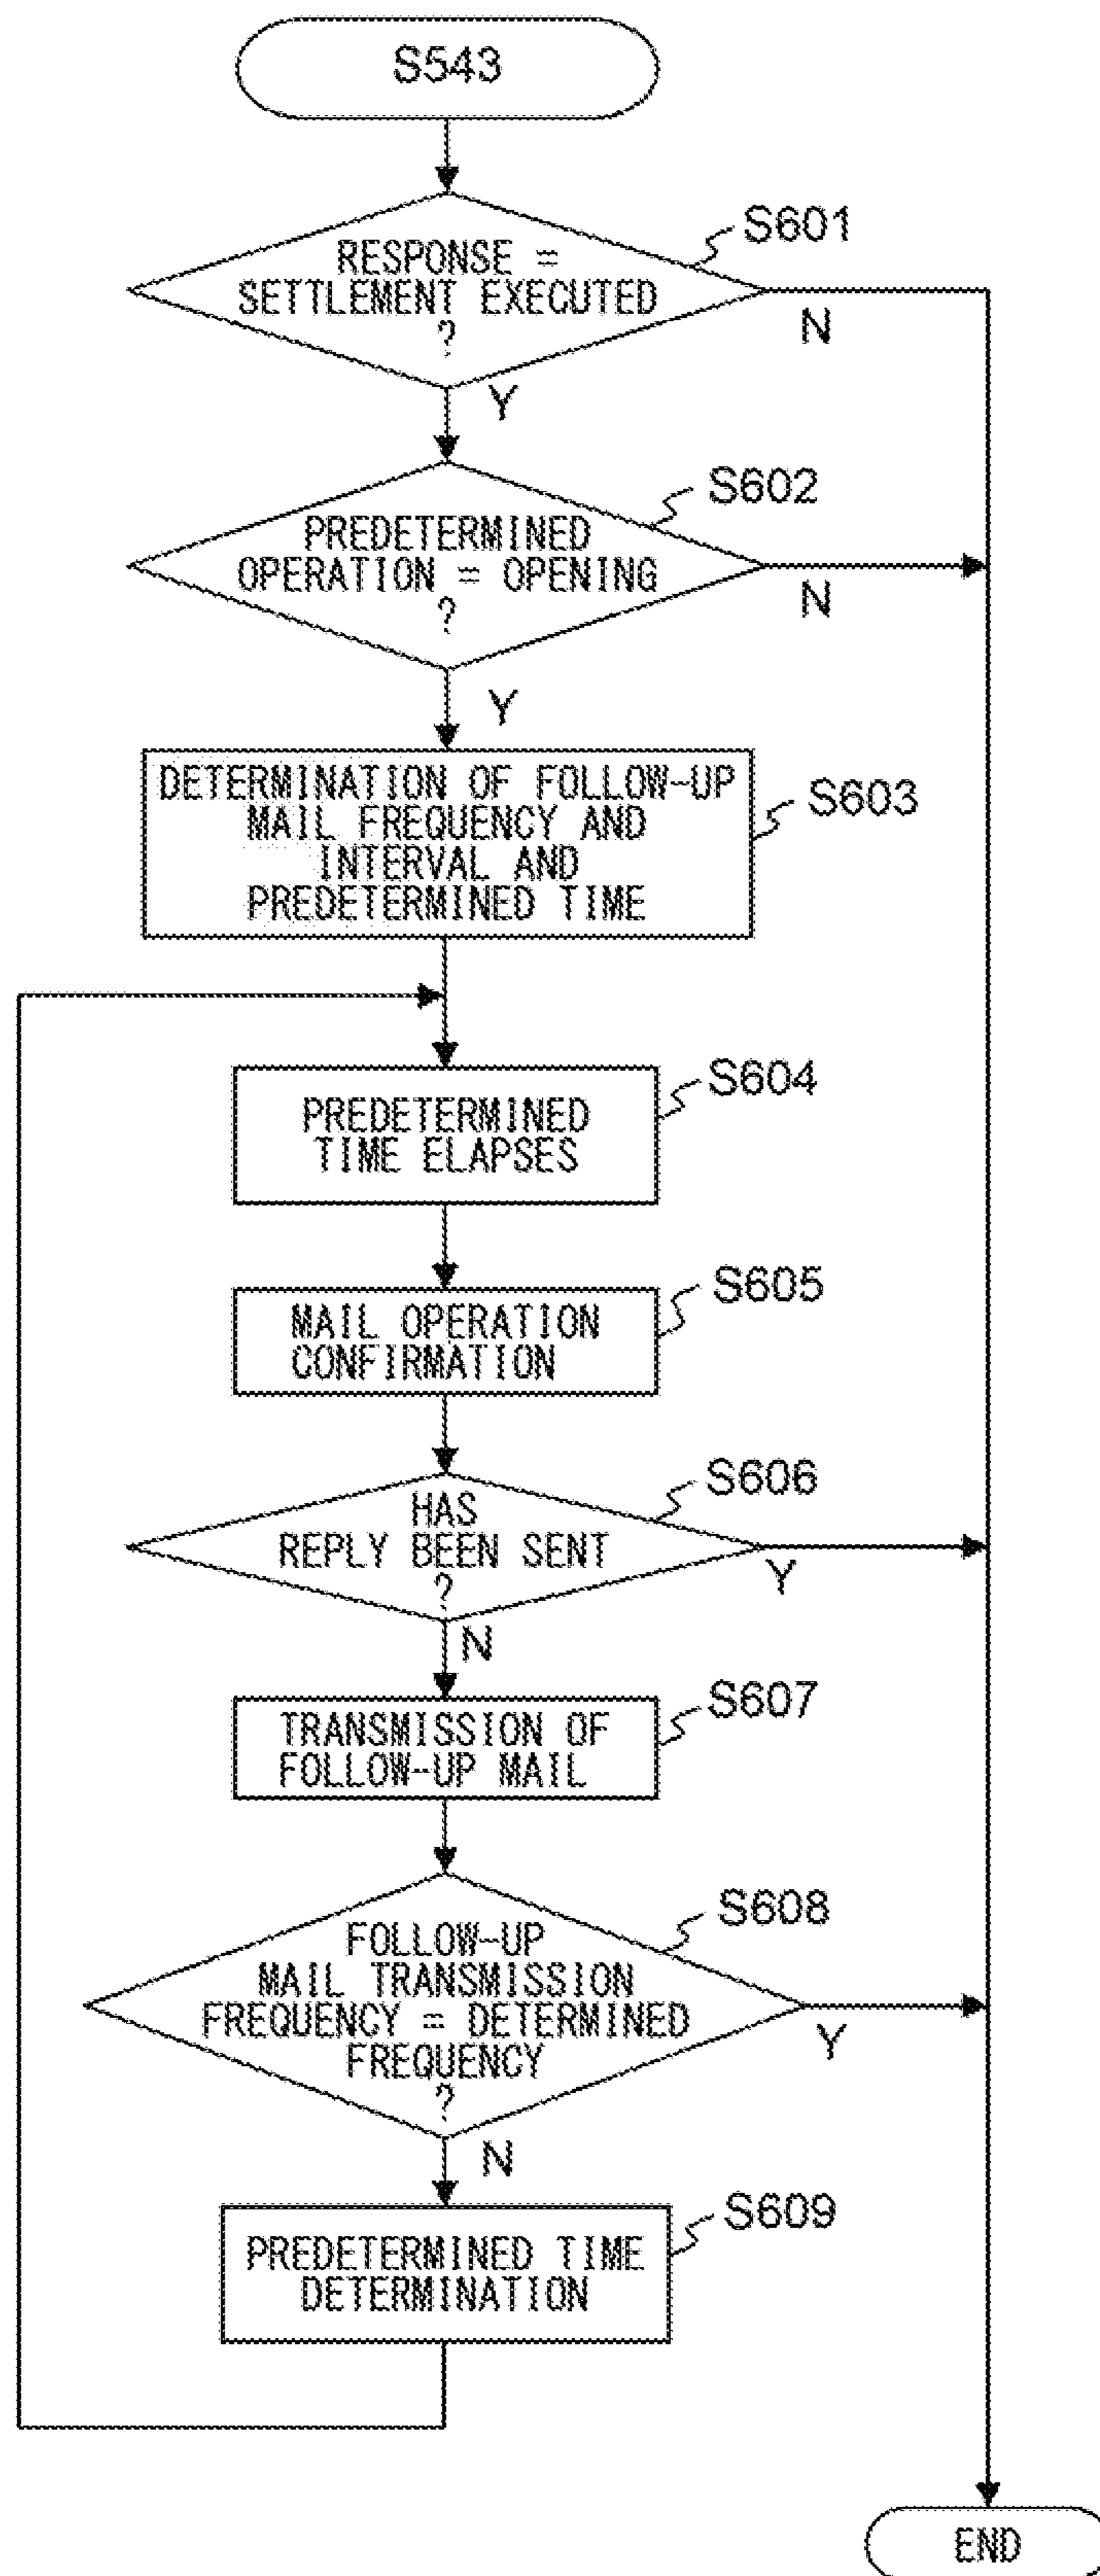 S543
S601
RESPONSE =
SETTLEMENT EXECUTED
?
N
Y
S602
PREDETERMINED
OPERATION = OPENING
?
N
Y
S603
DETERMINATION OF FOLLOW-UP
MAIL FREQUENCY AND
INTERVAL AND
PREDETERMINED TIME
S604
PREDETERMINED
TIME ELAPSES
S605
MAIL OPERATION
CONFIRMATION
S606
HAS
REPLY BEEN SENT
?
Y
N
S607
TRANSMISSION OF
FOLLOW-UP MAIL
S608
FOLLOW-UP
MAIL TRANSMISSION
FREQUENCY = DETERMINED
FREQUENCY
?
Y
N
S609
PREDETERMINED TIME
DETERMINATION
END